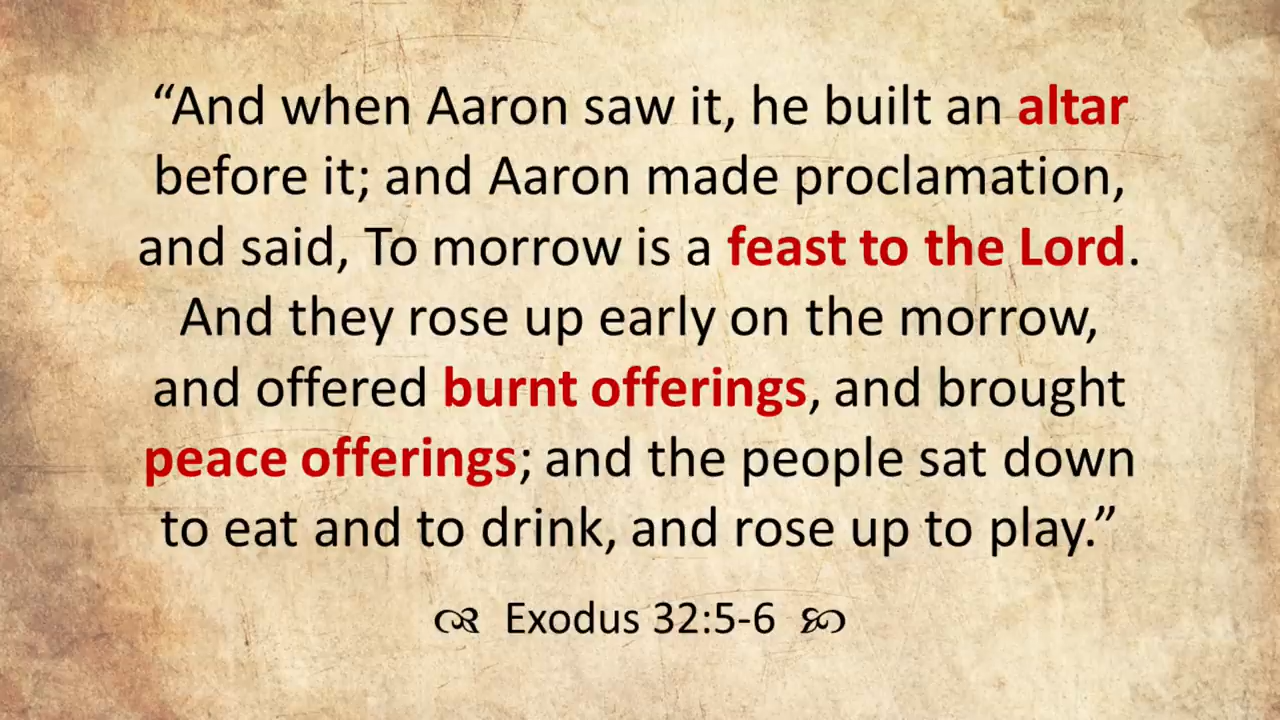 “And when Aaron saw it, he built an altar
before it; and Aaron made proclamation,
and said, To morrow is a feast to the Lord.
And they rose up early on the morrow,
and offered burnt offerings, and brought
peace offerings; and the people sat down
to eat and to drink, and rose up to play.”
Exodus 32:5-6